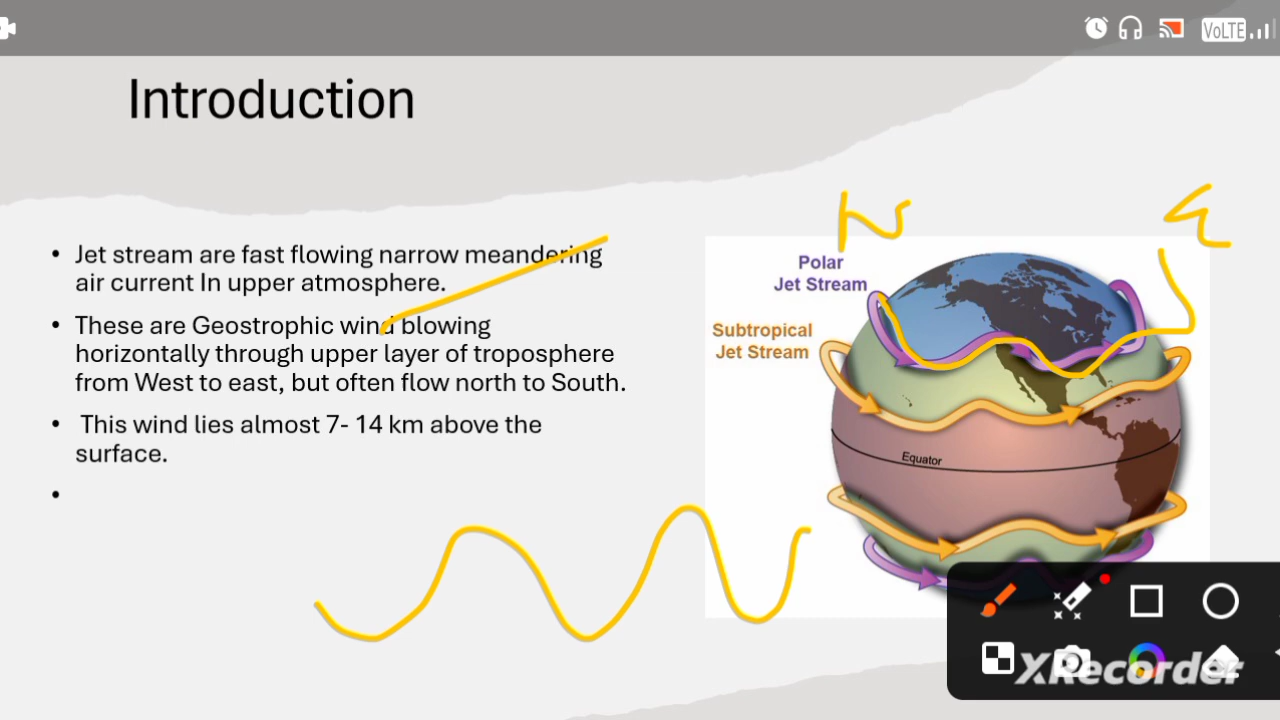 VoLTE
Introduction
• Jet stream are fast flowing narrow meandering
air current In upper atmosphere.
• These are Geostrophic wind blowing
horizontally through upper layer of troposphere
from West to east, but often flow north to South.
• This wind lies almost 7- 14 km above the
surface.
•
Polar
Jet Stream
Subtropical
Jet Stream
Equator
XRecorder